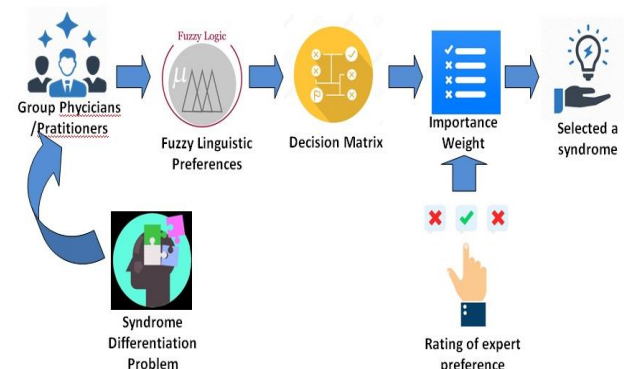 Fuzzy Logic
μ
Group Phycicians
/Pratitioners
Fuzzy Linguistic
Preferences
Decision Matrix
Importance
Weight
Selected a
syndrome
Syndrome
Differentiation
Problem
Rating of expert
preference